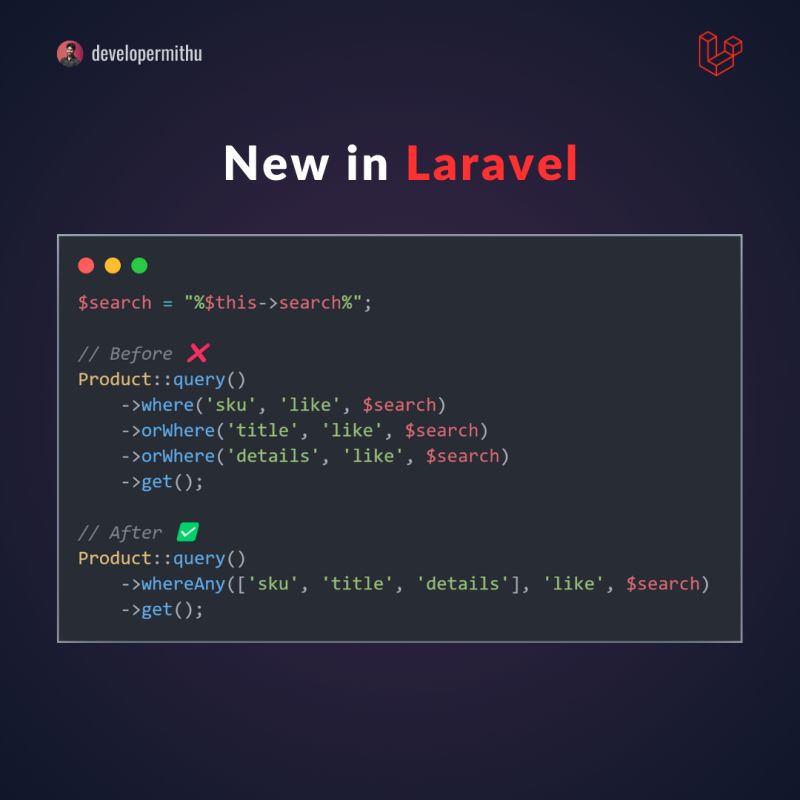 developermithu
New in Laravel
$search = "%$this->search%";
// Before ❌
Product::query()
->where('sku', 'like', $search)
->orWhere('title', 'like', $search)
->orWhere('details', 'like', $search)
->get();
// After ✅
Product::query()
->whereAny(['sku', 'title', 'details'], 'like', $search)
->get();